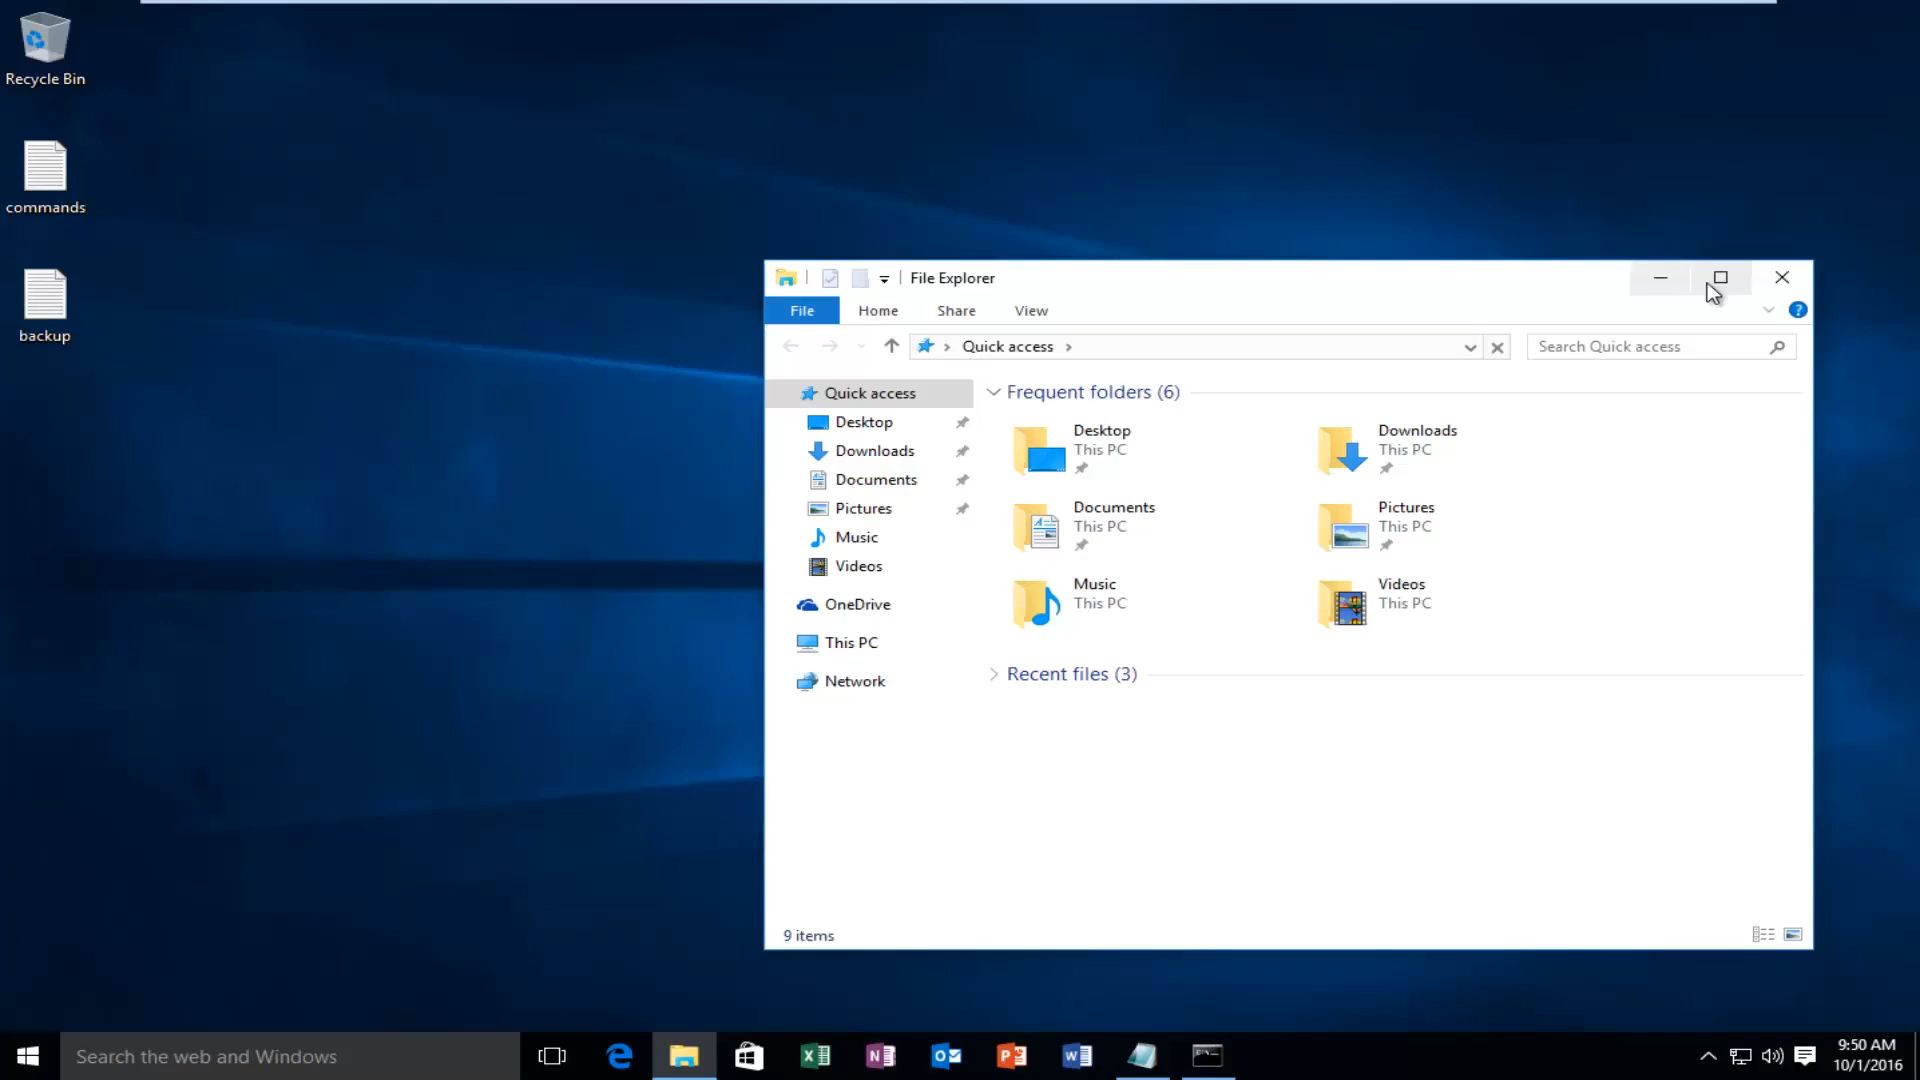 Recycle Bin
commands
backup
File Explorer
File
Home
Share
View
Quick access
Search Quick access
Quick access
Desktop
Downloads
Documents
Pictures
Music
Videos
OneDrive
This PC
Network
Frequent folders (6)
Desktop
This PC
Downloads
This PC
Documents
This PC
Pictures
This PC
Music
This PC
Videos
This PC
Recent files (3)
9 items
Search the web and Windows
9:50 AM
10/1/2016